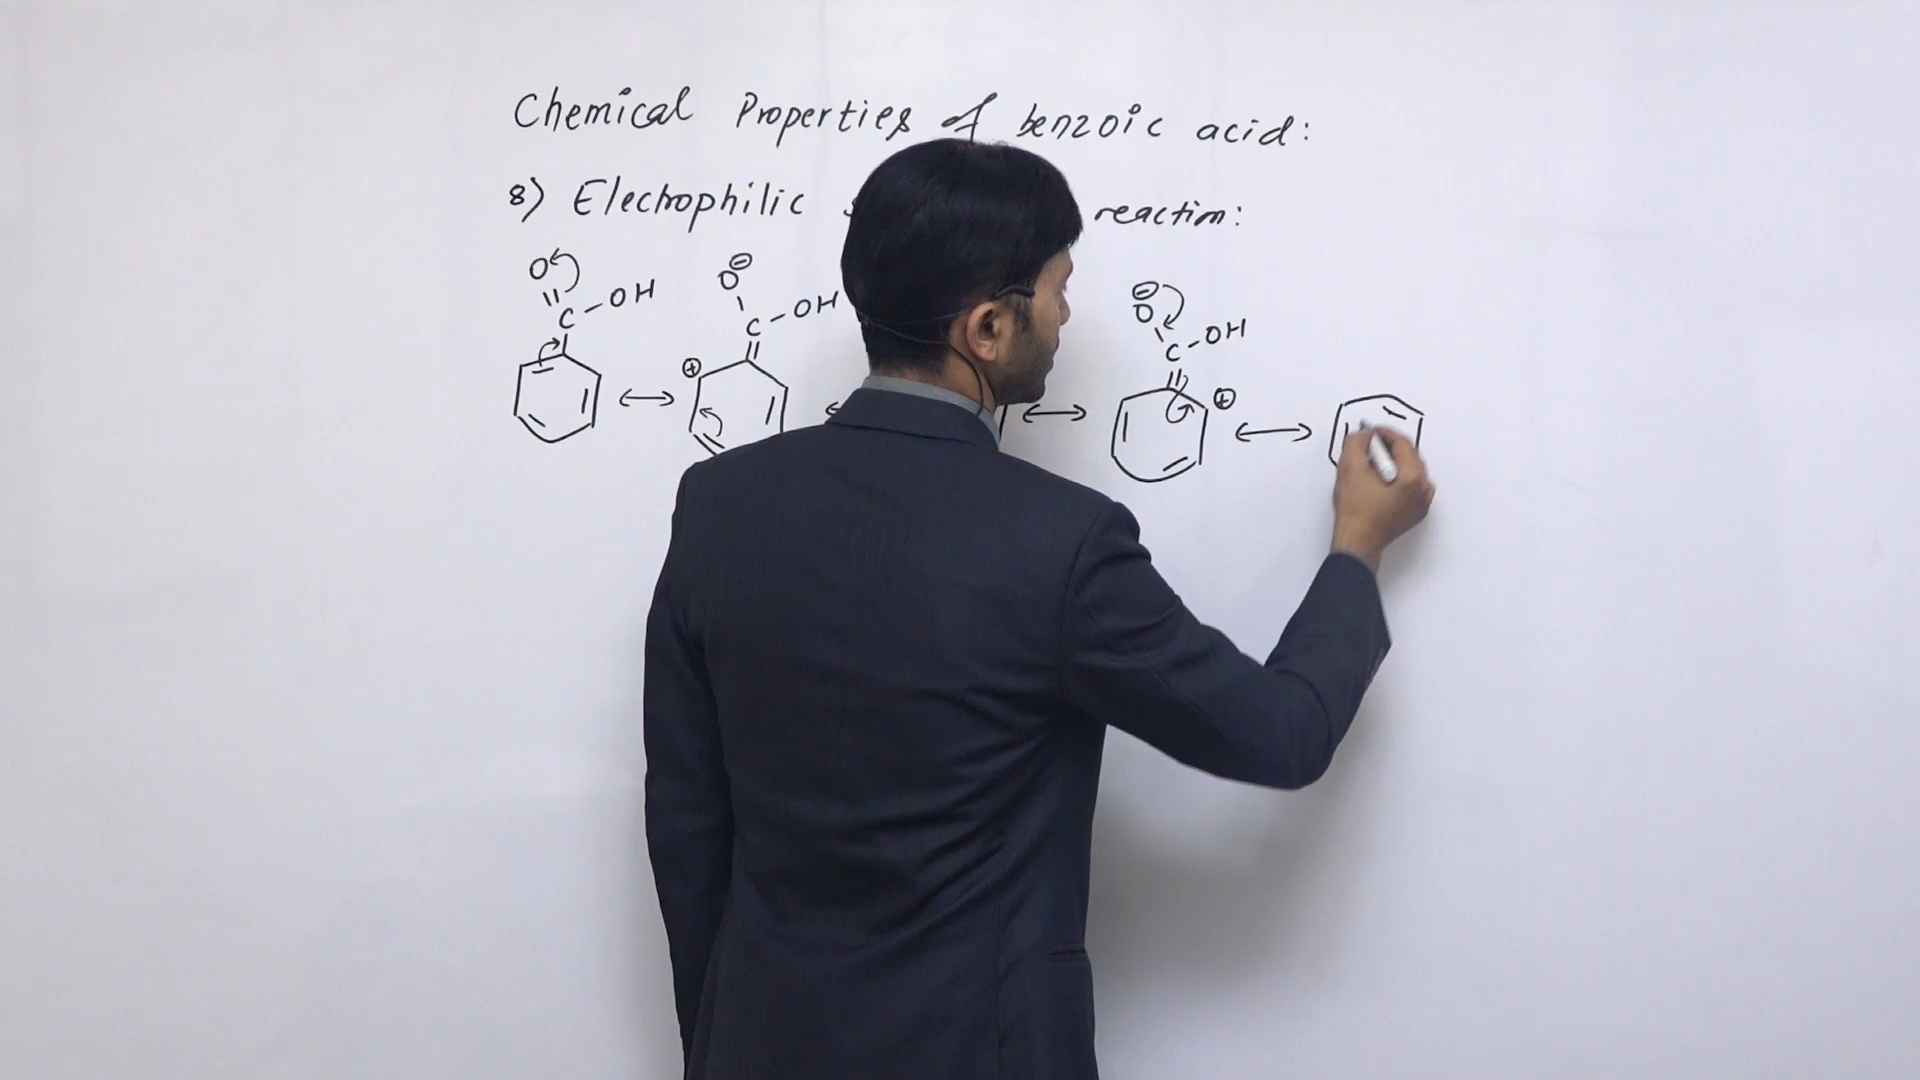 Chemical Properties of benzoic acid:
8) Electrophilic reaction:
O
C - OH
⊖
O
C - OH
⊕
⊖
O
C - OH
⊕